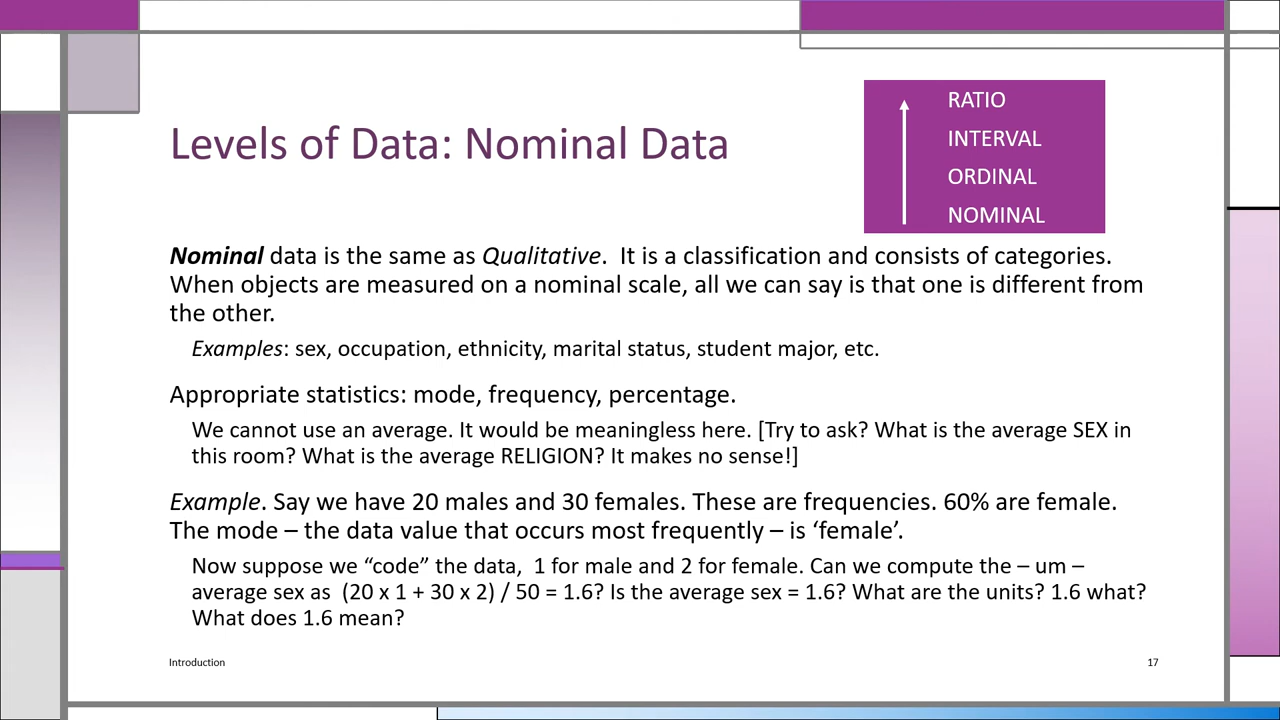 RATIO
INTERVAL
ORDINAL
NOMINAL
Levels of Data: Nominal Data
Nominal data is the same as Qualitative.  It is a classification and consists of categories.
When objects are measured on a nominal scale, all we can say is that one is different from
the other.
Examples: sex, occupation, ethnicity, marital status, student major, etc.
Appropriate statistics: mode, frequency, percentage.
We cannot use an average. It would be meaningless here. [Try to ask? What is the average SEX in
this room? What is the average RELIGION? It makes no sense!]
Example. Say we have 20 males and 30 females. These are frequencies. 60% are female.
The mode – the data value that occurs most frequently – is ‘female’.
Now suppose we “code” the data,  1 for male and 2 for female. Can we compute the – um –
average sex as  (20 x 1 + 30 x 2) / 50 = 1.6? Is the average sex = 1.6? What are the units? 1.6 what?
What does 1.6 mean?
Introduction
17